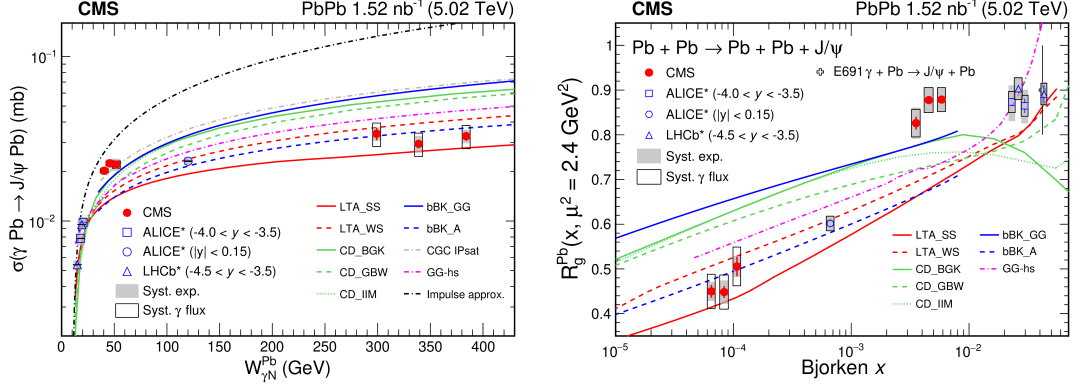 CMS
PbPb 1.52 nb⁻¹ (5.02 TeV)
σ(γ Pb → J/ψ Pb) (mb)
10⁻¹
10⁻²
CMS
ALICE* (-4.0 < y < -3.5)
ALICE* (|y| < 0.15)
LHCb* (-4.5 < y < -3.5)
Syst. exp.
Syst. γ flux
LTA_SS
LTA_WS
CD_BGK
CD_GBW
CD_IIM
bBK_GG
bBK_A
CGC IPsat
GG-hs
Impulse approx.
0 50 100 150 200 250 300 350 400
W^Pb_γN (GeV)
CMS
PbPb 1.52 nb⁻¹ (5.02 TeV)
R^Pb_g(x, μ² = 2.4 GeV²)
Pb + Pb → Pb + Pb + J/ψ
CMS
E691 γ + Pb → J/ψ + Pb
ALICE* (-4.0 < y < -3.5)
ALICE* (|y| < 0.15)
LHCb* (-4.5 < y < -3.5)
Syst. exp.
Syst. γ flux
1
0.9
0.8
0.7
0.6
0.5
0.4
LTA_SS
LTA_WS
CD_BGK
CD_GBW
CD_IIM
bBK_GG
bBK_A
GG-hs
10⁻⁵ 10⁻⁴ 10⁻³ 10⁻² 
Bjorken x